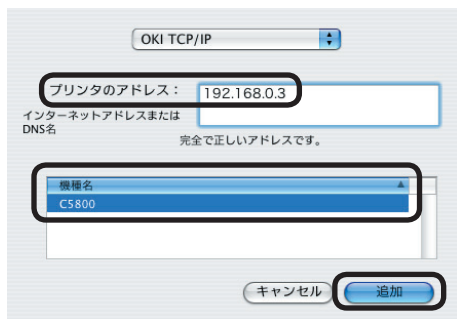 OKI TCP/IP
プリンタのアドレス： 192.168.0.3
インターネットアドレスまたは
DNS名
完全で正しいアドレスです。
機種名
C5800
キャンセル 追加